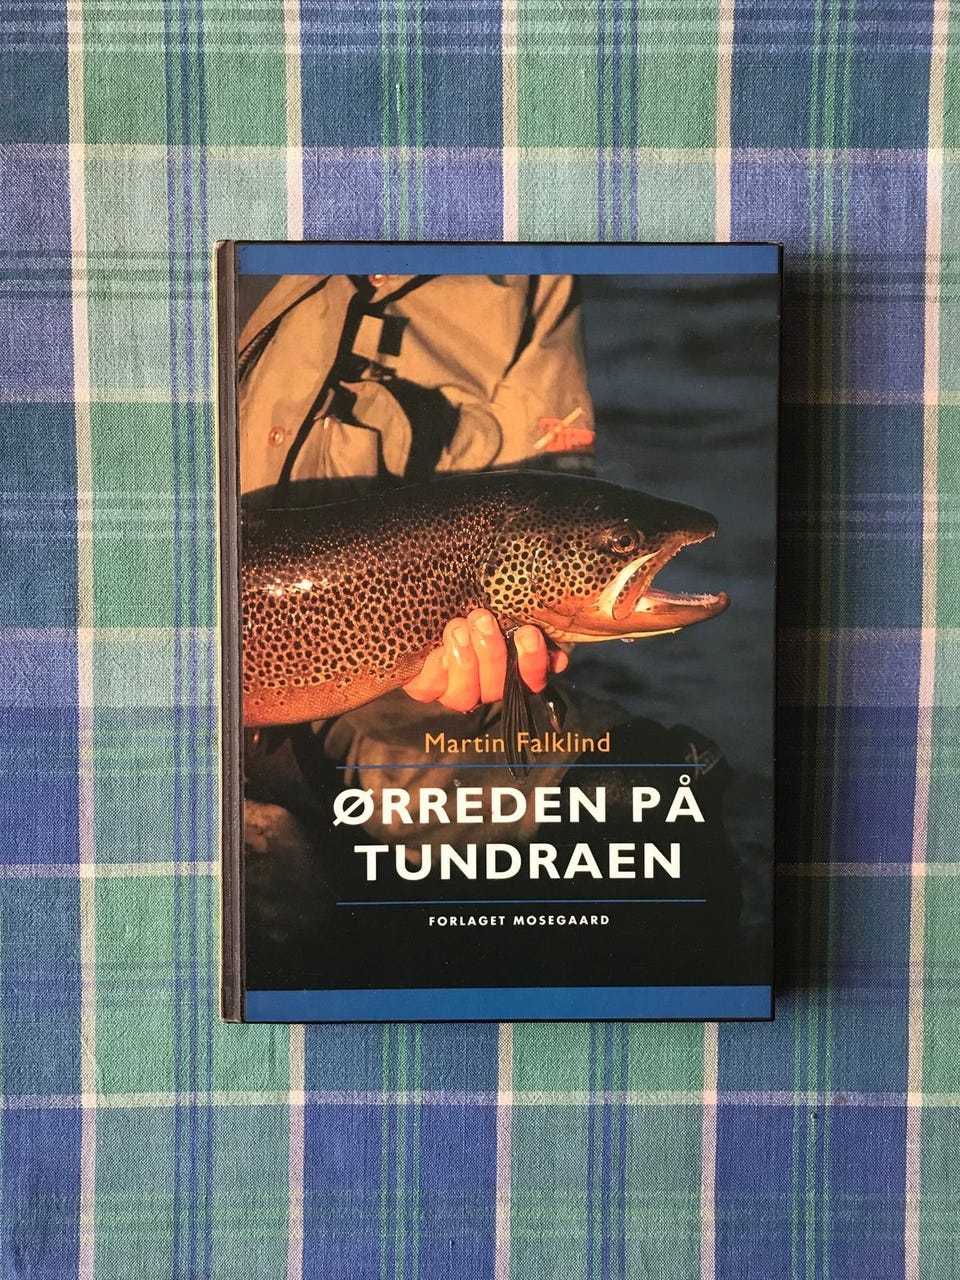 Martin Falklind
ØRREDEN PÅ
TUNDRAEN
FORLAGET MOSEGAARD